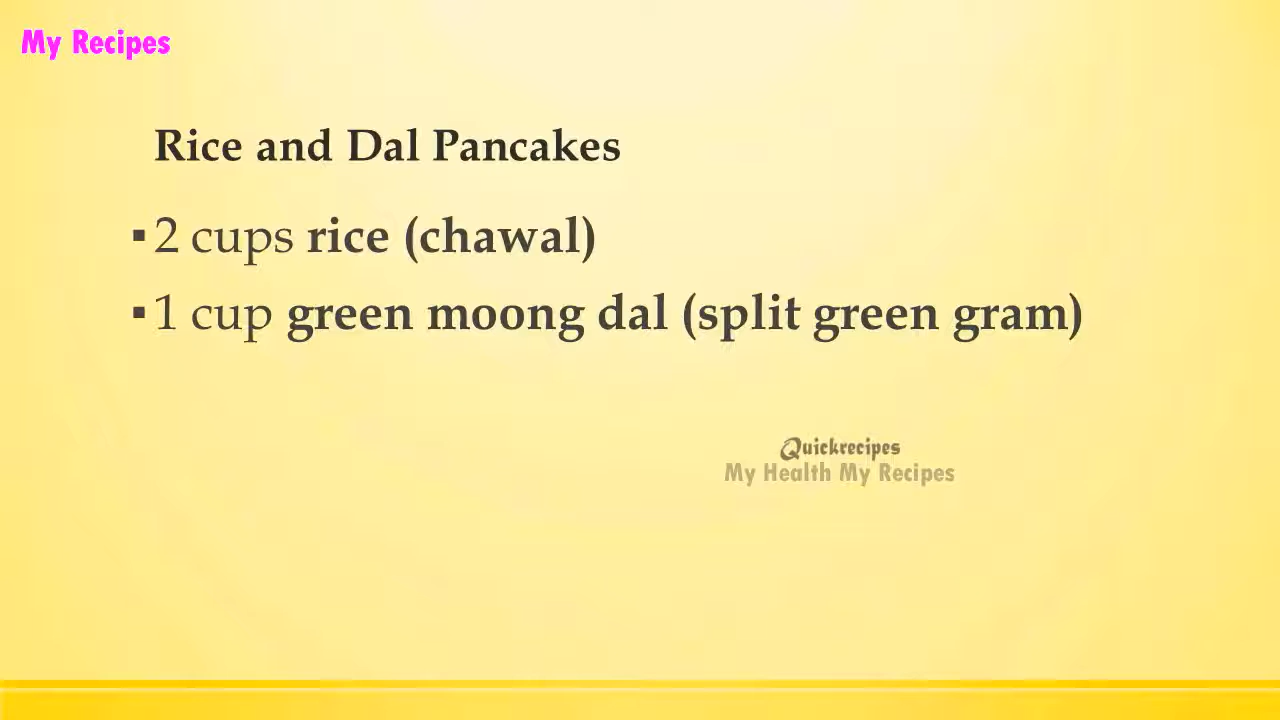 My Recipes
Rice and Dal Pancakes
▪2 cups rice (chawal)
▪1 cup green moong dal (split green gram)
Quickrecipes
My Health My Recipes